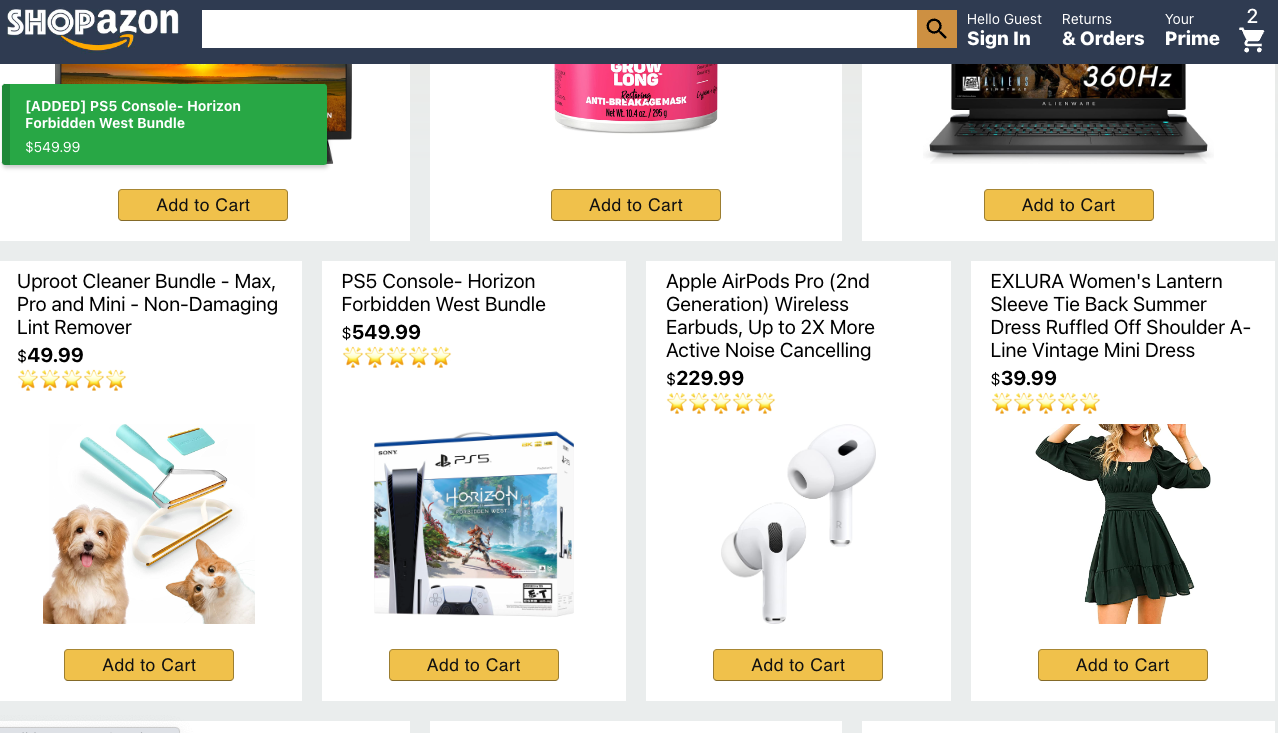 SHOPAZON
Hello Guest
Sign In
Returns
& Orders
Your
Prime
2
GROW
LONG
Restoring
ANTI-BREAKAGE MASK
Net Wt. 10.4 oz. / 295 g
ALIENS
360Hz
ALIENWARE
[ADDED] PS5 Console- Horizon
Forbidden West Bundle
$549.99
Add to Cart
Add to Cart
Add to Cart
Uproot Cleaner Bundle - Max,
Pro and Mini - Non-Damaging
Lint Remover
$49.99
Add to Cart
PS5 Console- Horizon
Forbidden West Bundle
$549.99
SONY
PS5
HORIZON
FORBIDDEN WEST
Add to Cart
Apple AirPods Pro (2nd
Generation) Wireless
Earbuds, Up to 2X More
Active Noise Cancelling
$229.99
Add to Cart
EXLURA Women's Lantern
Sleeve Tie Back Summer
Dress Ruffled Off Shoulder A-
Line Vintage Mini Dress
$39.99
Add to Cart